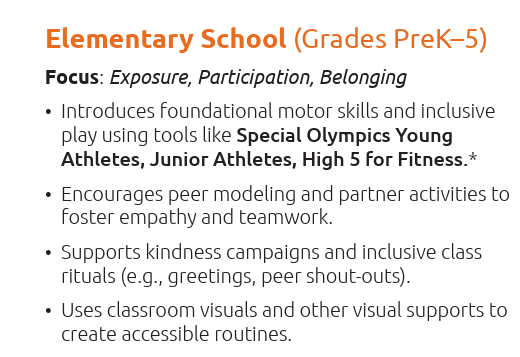 Elementary School (Grades PreK–5)
Focus: Exposure, Participation, Belonging
• Introduces foundational motor skills and inclusive
play using tools like Special Olympics Young
Athletes, Junior Athletes, High 5 for Fitness.*
• Encourages peer modeling and partner activities to
foster empathy and teamwork.
• Supports kindness campaigns and inclusive class
rituals (e.g., greetings, peer shout-outs).
• Uses classroom visuals and other visual supports to
create accessible routines.